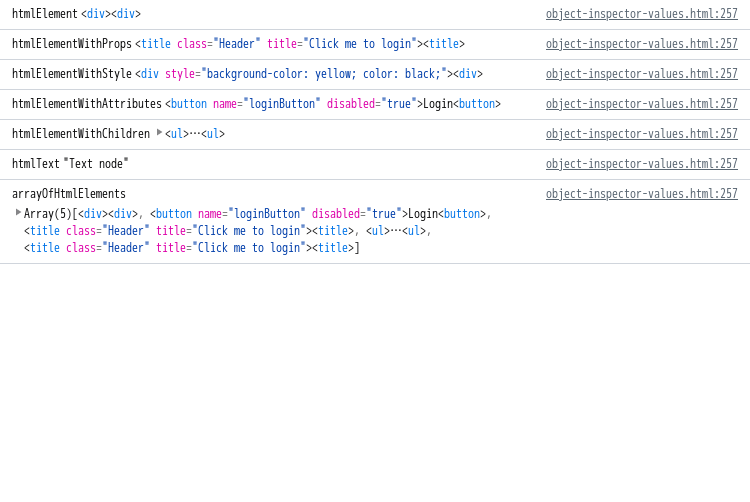 htmlElement <div><div> object-inspector-values.html:257
htmlElementWithProps <title class="Header" title="Click me to login"><title> object-inspector-values.html:257
htmlElementWithStyle <div style="background-color: yellow; color: black;"><div> object-inspector-values.html:257
htmlElementWithAttributes <button name="loginButton" disabled="true">Login<button> object-inspector-values.html:257
htmlElementWithChildren <ul>⋯<ul> object-inspector-values.html:257
htmlText "Text node" object-inspector-values.html:257
arrayOfHtmlElements object-inspector-values.html:257
Array(5)[<div><div>, <button name="loginButton" disabled="true">Login<button>,
<title class="Header" title="Click me to login"><title>, <ul>⋯<ul>,
<title class="Header" title="Click me to login"><title>]